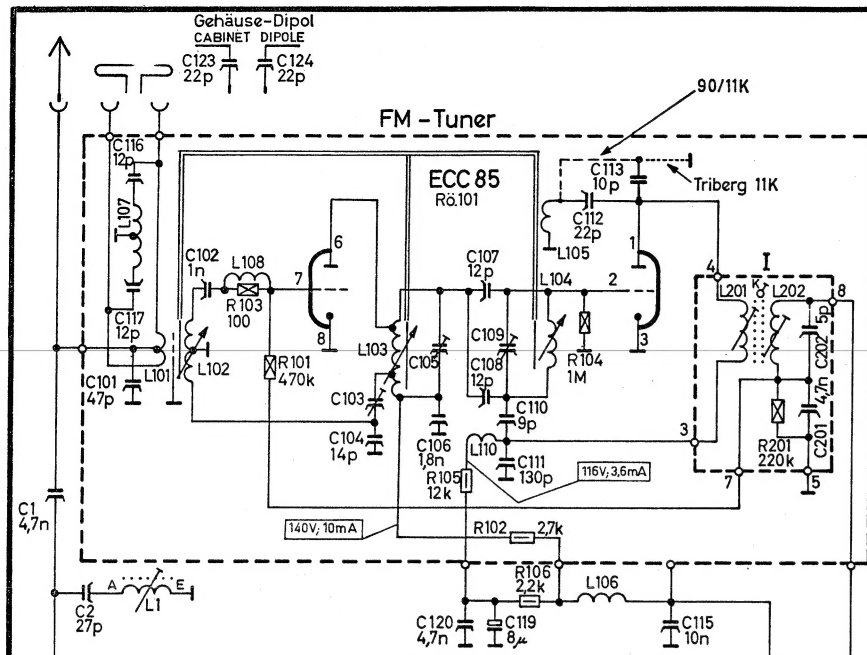 Gehäuse-Dipol
CABINET DIPOLE
C123
22p
C124
22p
FM-Tuner
90/11K
C116
12p
ECC 85
Rö.101
C113
10p
Triberg 11K
L107
C112
22p
L105
C102
1n
L108
6
7
R103
100
C107
12p
L104
1
2
4
I
C117
12p
8
L103
C105
C109
3
L201
K
L202
5p
C202
8
L101
L102
R101
470k
C108
12p
R104
1M
C101
47p
C103
C110
9p
4,7n
C201
C104
14p
C106
1,8n
L110
3
R201
220k
C111
130p
116V; 3,6mA
R105
12k
7
5
C1
4,7n
140V; 10mA
R102
2,7k
A
E
L1
R106
2,2k
L106
C2
27p
C120
4,7n
C119
8µ
C115
10n